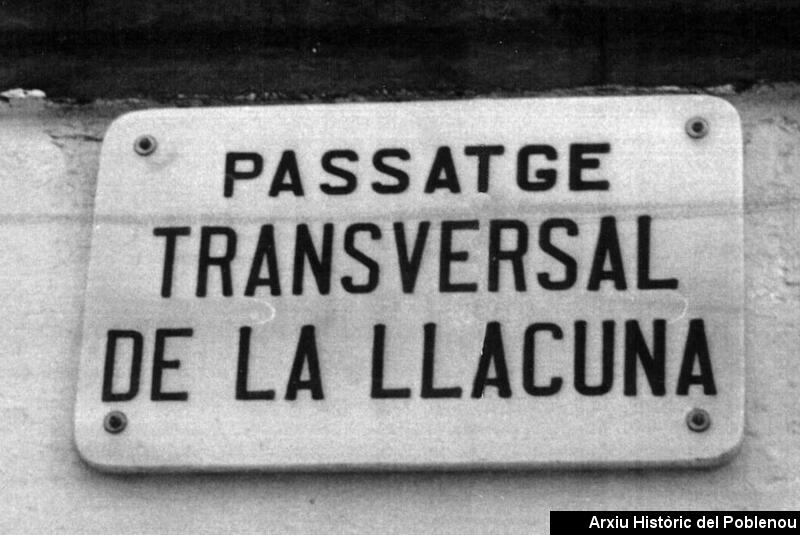 PASSATGE
TRANSVERSAL
DE LA LLACUNA
Arxiu Històric del Poblenou